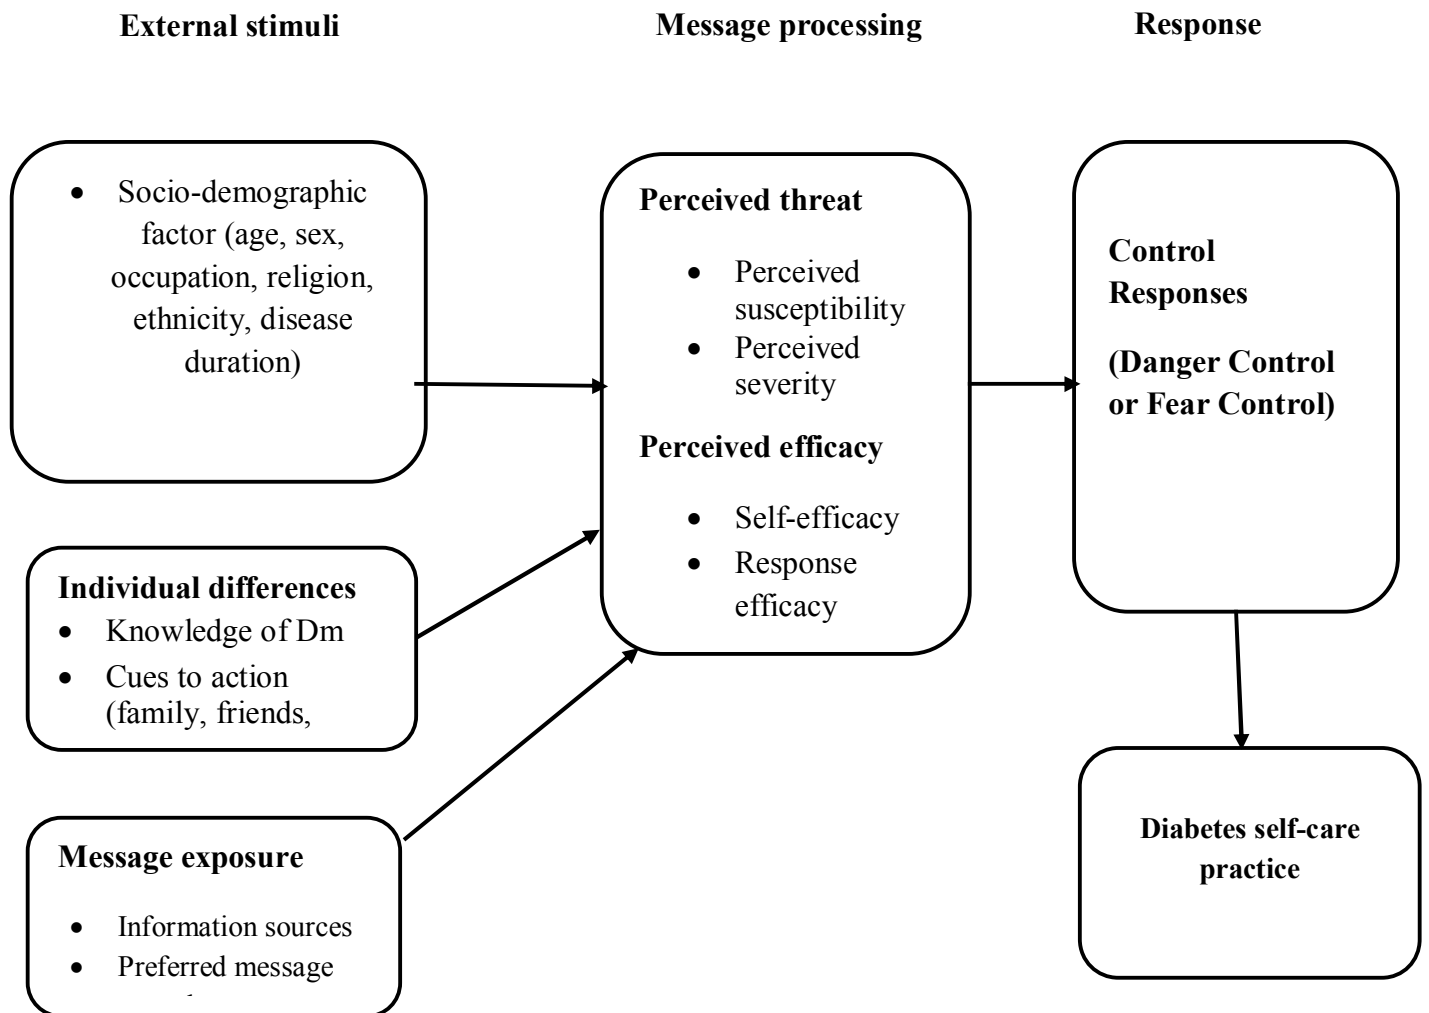 External stimuli
Message processing
Response
• Socio-demographic
factor (age, sex,
occupation, religion,
ethnicity, disease
duration)
Individual differences
• Knowledge of Dm
• Cues to action
(family, friends,
Message exposure
• Information sources
• Preferred message
Perceived threat
• Perceived
susceptibility
• Perceived
severity
Perceived efficacy
• Self-efficacy
• Response
efficacy
Control
Responses
(Danger Control
or Fear Control)
Diabetes self-care
practice